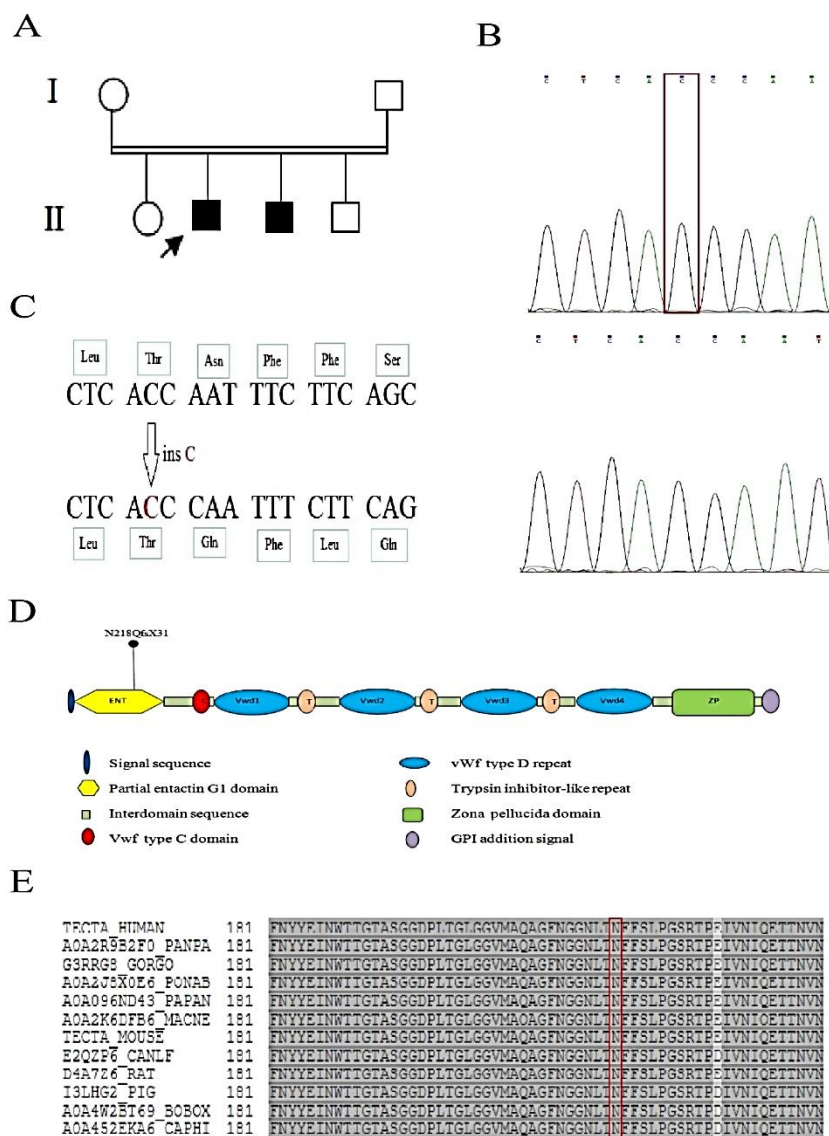 A
B
I
II
C T C A C C C A A
C
Leu Thr Asn Phe Phe Ser
CTC ACC AAT TTC TTC AGC
ins C
CTC ACC CAA TTT CTT CAG
Leu Thr Gln Phe Leu Gln
C T C A C C A A T
D
N218QfsX31
ENT Vwd1 T Vwd2 T Vwd3 T Vwd4 ZP
Signal sequence
Partial entactin G1 domain
Interdomain sequence
Vwf type C domain
vWf type D repeat
Trypsin inhibitor-like repeat
Zona pellucida domain
GPI addition signal
E
TECTA_HUMAN 181 FNYYEINWTTGTASGGDPLTGLGGVMAQAGFNGGNLTNFFSLPGSRTPEIVNIQETTNVN
A0A2R9B2F0_PANPA 181 FNYYEINWTTGTASGGDPLTGLGGVMAQAGFNGGNLTNFFSLPGSRTPEIVNIQETTNVN
G3RRG8_GORGO 181 FNYYEINWTTGTASGGDPLTGLGGVMAQAGFNGGNLTNFFSLPGSRTPEIVNIQETTNVN
A0A2J8X0E6_PONAB 181 FNYYEINWTTGTASGGDPLTGLGGVMAQAGFNGGNLTNFFSLPGSRTPEIVNIQETTNVN
A0A096ND43_PAPAN 181 FNYYEINWTTGTASGGDPLTGLGGVMAQAGFNGGNLTNFFSLPGSRTPEIVNIQETTNVN
A0A2K6DFB6_MACNE 181 FNYYEINWTTGTASGGDPLTGLGGVMAQAGFNGGNLTNFFSLPGSRTPEIVNIQETTNVN
TECTA_MOUSE 181 FNYYEINWTTGTASGGDPLTGLGGVMAQAGFNGGNLTNFFSLPGSRTPEIVNIQETTNVN
E2QZP6_CANLF 181 FNYYEINWTTGTASGGDPLTGLGGVMAQAGFNGGNLTNFFSLPGSRTPDIVNIQETTNVN
D4A7Z6_RAT 181 FNYYEINWTTGTASGGDPLTGLGGVMAQAGFNGGNLTNFFSLPGSRTPEIVNIQETTNVN
I3LHG2_PIG 181 FNYYEINWTTGTASGGDPLTGLGGVMAQAGFNGGNLTNFFSLPGSRTPDIVNIQETTNVN
A0A4W2BT69_BOBOX 181 FNYYEINWTTGTASGGDPLTGLGGVMAQAGFNGGNLTNFFSLPGSRTPDIVNIQETTNVN
A0A452EKA6_CAPHI 181 FNYYEINWTTGTASGGDPLTGLGGVMAQAGFNGGNLTNFFSLPGSRTPDIVNIQETTNVN